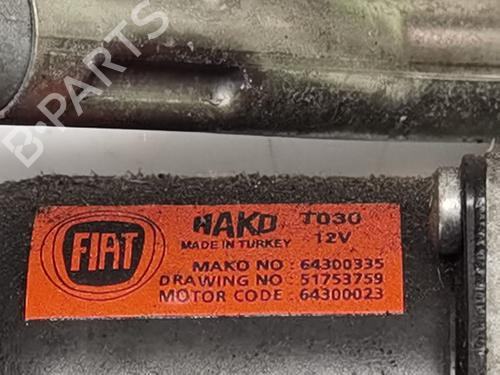 B-PARTS
FIAT
MAKO T030
MADE IN TURKEY 12V
MAKO NO : 64300335
DRAWING NO : 51753759
MOTOR CODE : 64300023